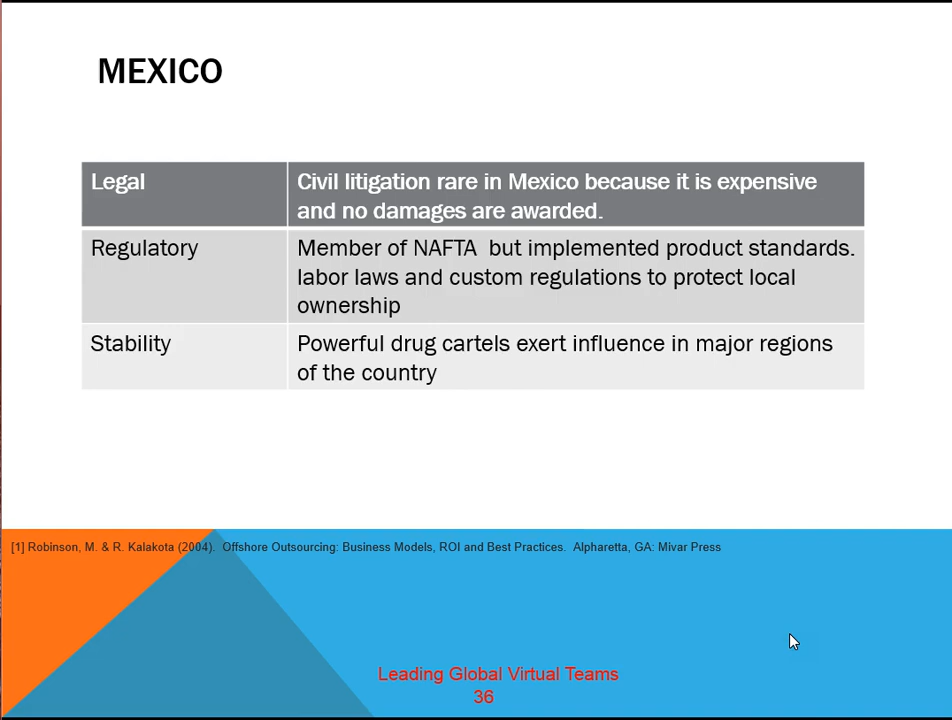 MEXICO
Legal
Civil litigation rare in Mexico because it is expensive
and no damages are awarded.
Regulatory
Member of NAFTA  but implemented product standards.
labor laws and custom regulations to protect local
ownership
Stability
Powerful drug cartels exert influence in major regions
of the country
[1] Robinson, M. & R. Kalakota (2004).  Offshore Outsourcing: Business Models, ROI and Best Practices.  Alpharetta, GA: Mivar Press
Leading Global Virtual Teams
36